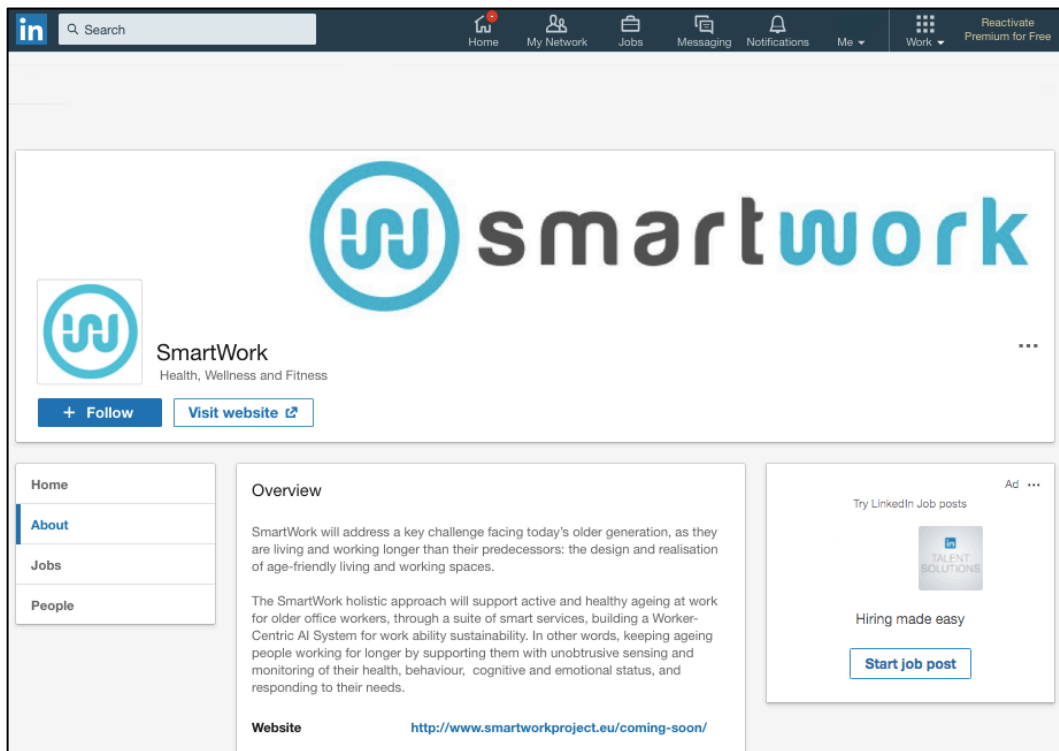 in
Search
Home
My Network
Jobs
Messaging
Notifications
Me
Work
Reactivate
Premium for Free
smartwork
SmartWork
Health, Wellness and Fitness
...
+ Follow
Visit website
Home
About
Jobs
People
Overview
SmartWork will address a key challenge facing today's older generation, as they
are living and working longer than their predecessors: the design and realisation
of age-friendly living and working spaces.
The SmartWork holistic approach will support active and healthy ageing at work
for older office workers, through a suite of smart services, building a Worker-
Centric AI System for work ability sustainability. In other words, keeping ageing
people working for longer by supporting them with unobtrusive sensing and
monitoring of their health, behaviour, cognitive and emotional status, and
responding to their needs.
Website http://www.smartworkproject.eu/coming-soon/
Ad ...
Try LinkedIn Job posts
in
TALENT
SOLUTIONS
Hiring made easy
Start job post